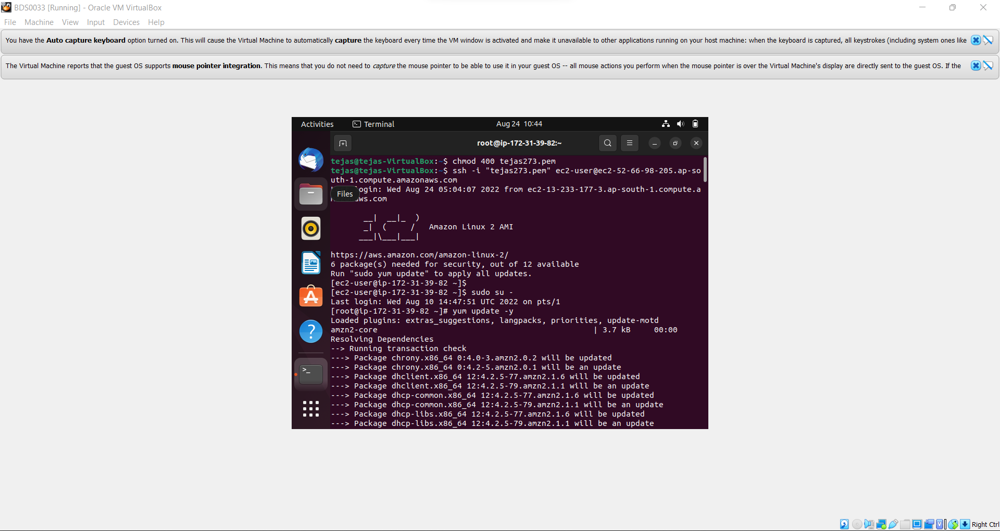 BDS0033 [Running] - Oracle VM VirtualBox
File Machine View Input Devices Help
You have the Auto capture keyboard option turned on. This will cause the Virtual Machine to automatically capture the keyboard every time the VM window is activated and make it unavailable to other applications running on your host machine: when the keyboard is captured, all keystrokes (including system ones like
The Virtual Machine reports that the guest OS supports mouse pointer integration. This means that you do not need to capture the mouse pointer to be able to use it in your guest OS -- all mouse actions you perform when the mouse pointer is over the Virtual Machine's display are directly sent to the guest OS. If the
Activities Terminal Aug 24 10:44
root@ip-172-31-39-82:~
tejas@tejas-VirtualBox:~$ chmod 400 tejas273.pem
tejas@tejas-VirtualBox:~$ ssh -i "tejas273.pem" ec2-user@ec2-52-66-98-205.ap-so
uth-1.compute.amazonaws.com
ogin: Wed Aug 24 05:04:07 2022 from ec2-13-233-177-3.ap-south-1.compute.a
Files
ws.com
__|  __|_  )
_|  (     /   Amazon Linux 2 AMI
___|\___|___|
https://aws.amazon.com/amazon-linux-2/
6 package(s) needed for security, out of 12 available
Run "sudo yum update" to apply all updates.
[ec2-user@ip-172-31-39-82 ~]$
[ec2-user@ip-172-31-39-82 ~]$ sudo su -
Last login: Wed Aug 10 14:47:51 UTC 2022 on pts/1
[root@ip-172-31-39-82 ~]# yum update -y
Loaded plugins: extras_suggestions, langpacks, priorities, update-motd
amzn2-core | 3.7 kB 00:00
Resolving Dependencies
--> Running transaction check
---> Package chrony.x86_64 0:4.0-3.amzn2.0.2 will be updated
---> Package chrony.x86_64 0:4.2-5.amzn2.0.1 will be an update
---> Package dhclient.x86_64 12:4.2.5-77.amzn2.1.6 will be updated
---> Package dhclient.x86_64 12:4.2.5-79.amzn2.1.1 will be an update
---> Package dhcp-common.x86_64 12:4.2.5-77.amzn2.1.6 will be updated
---> Package dhcp-common.x86_64 12:4.2.5-79.amzn2.1.1 will be an update
---> Package dhcp-libs.x86_64 12:4.2.5-77.amzn2.1.6 will be updated
---> Package dhcp-libs.x86_64 12:4.2.5-79.amzn2.1.1 will be an update
Right Ctrl